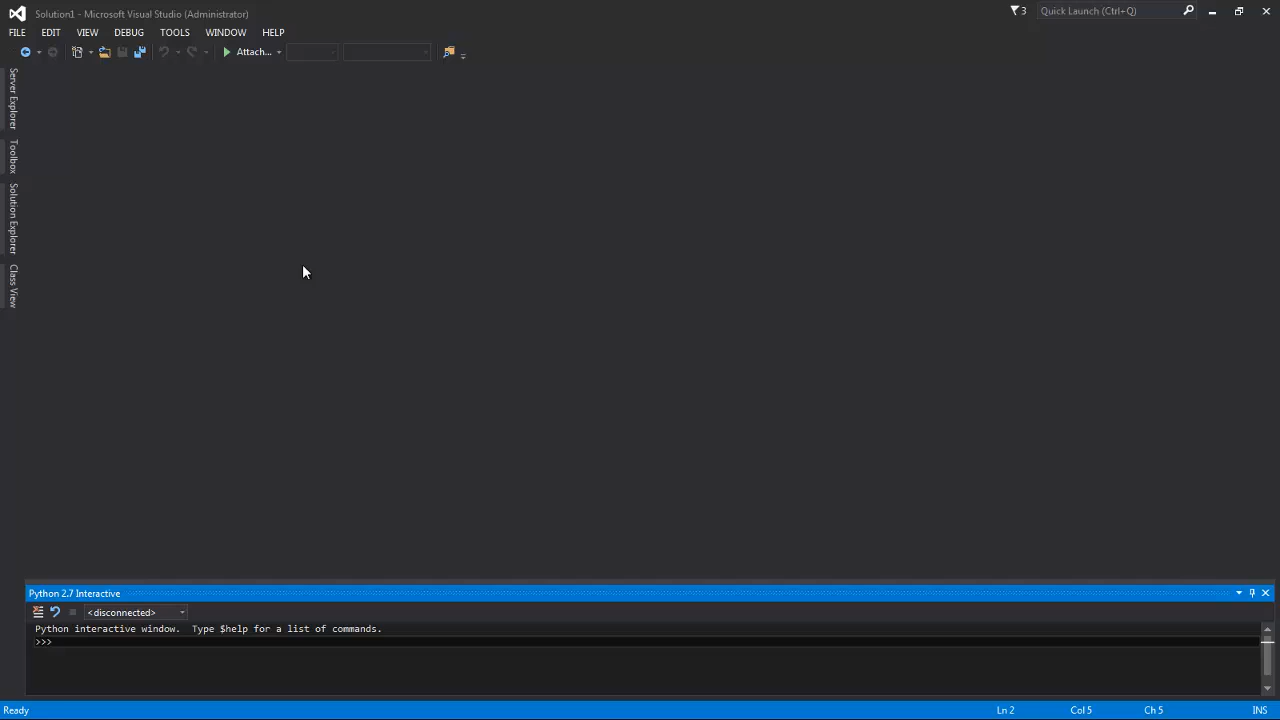 Solution1 - Microsoft Visual Studio (Administrator)
3
Quick Launch (Ctrl+Q)
FILE EDIT VIEW DEBUG TOOLS WINDOW HELP
Attach...
Server Explorer
Toolbox
Solution Explorer
Class View
Python 2.7 Interactive
<disconnected>
Python interactive window. Type $help for a list of commands.
>>>
Ready Ln 2 Col 5 Ch 5 INS